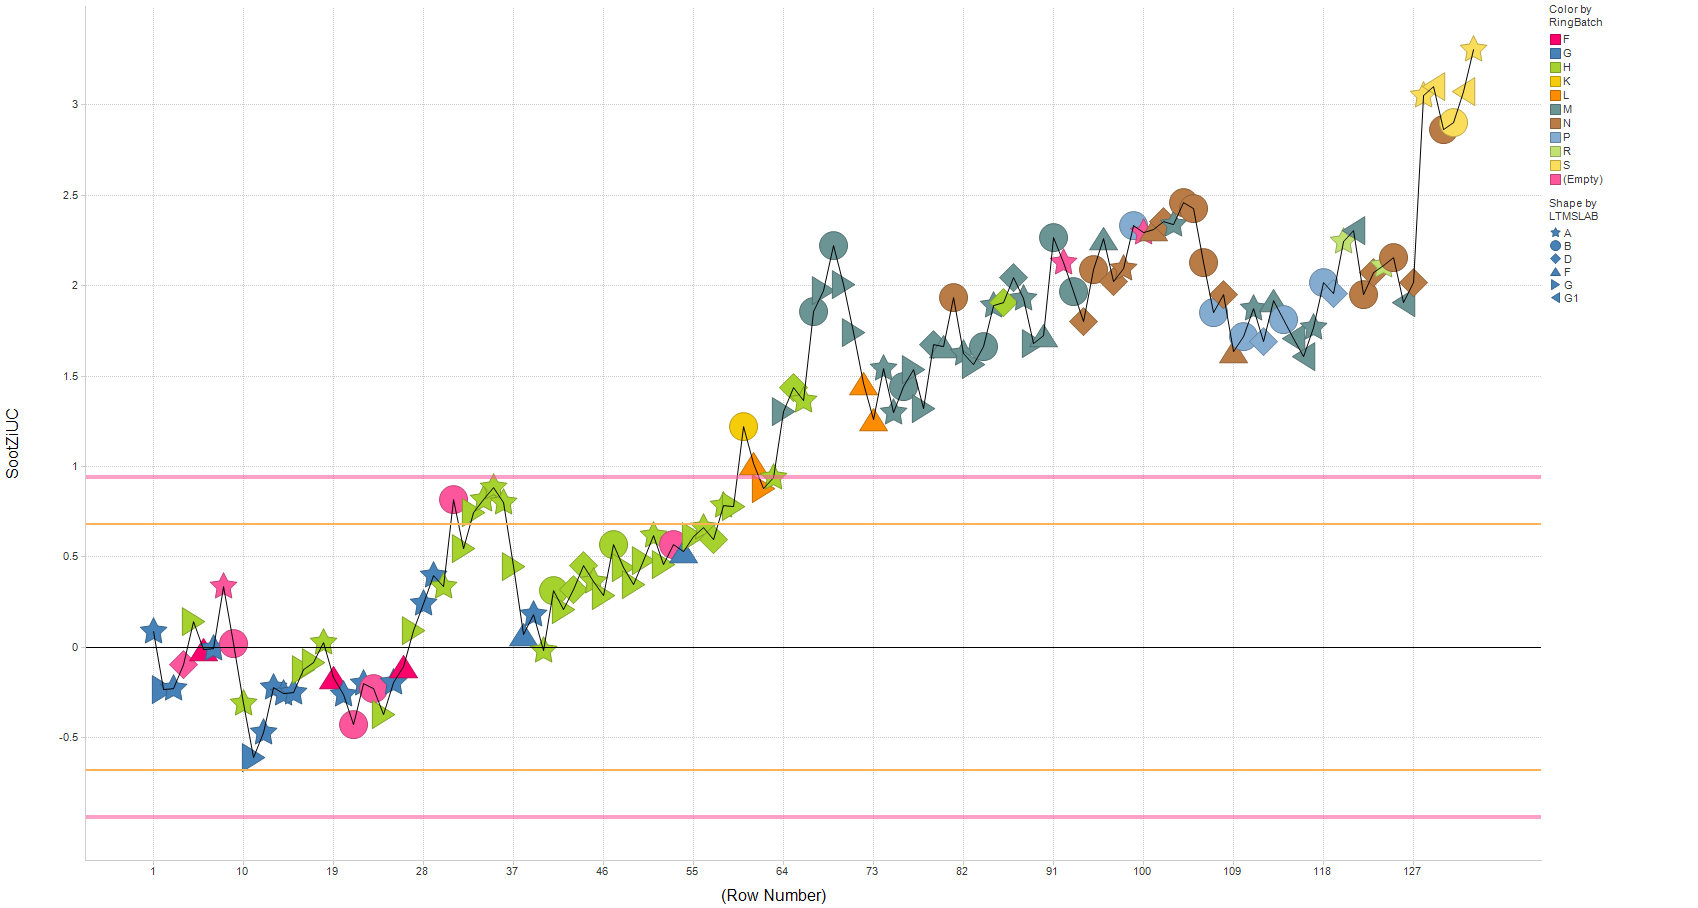 Color by
RingBatch
F
G
H
K
L
M
N
P
R
S
(Empty)
Shape by
LTMSLAB
A
B
D
F
G
G1
SootZiUC
3
2.5
2
1.5
1
0.5
0
-0.5
1 10 19 28 37 46 55 64 73 82 91 100 109 118 127
(Row Number)